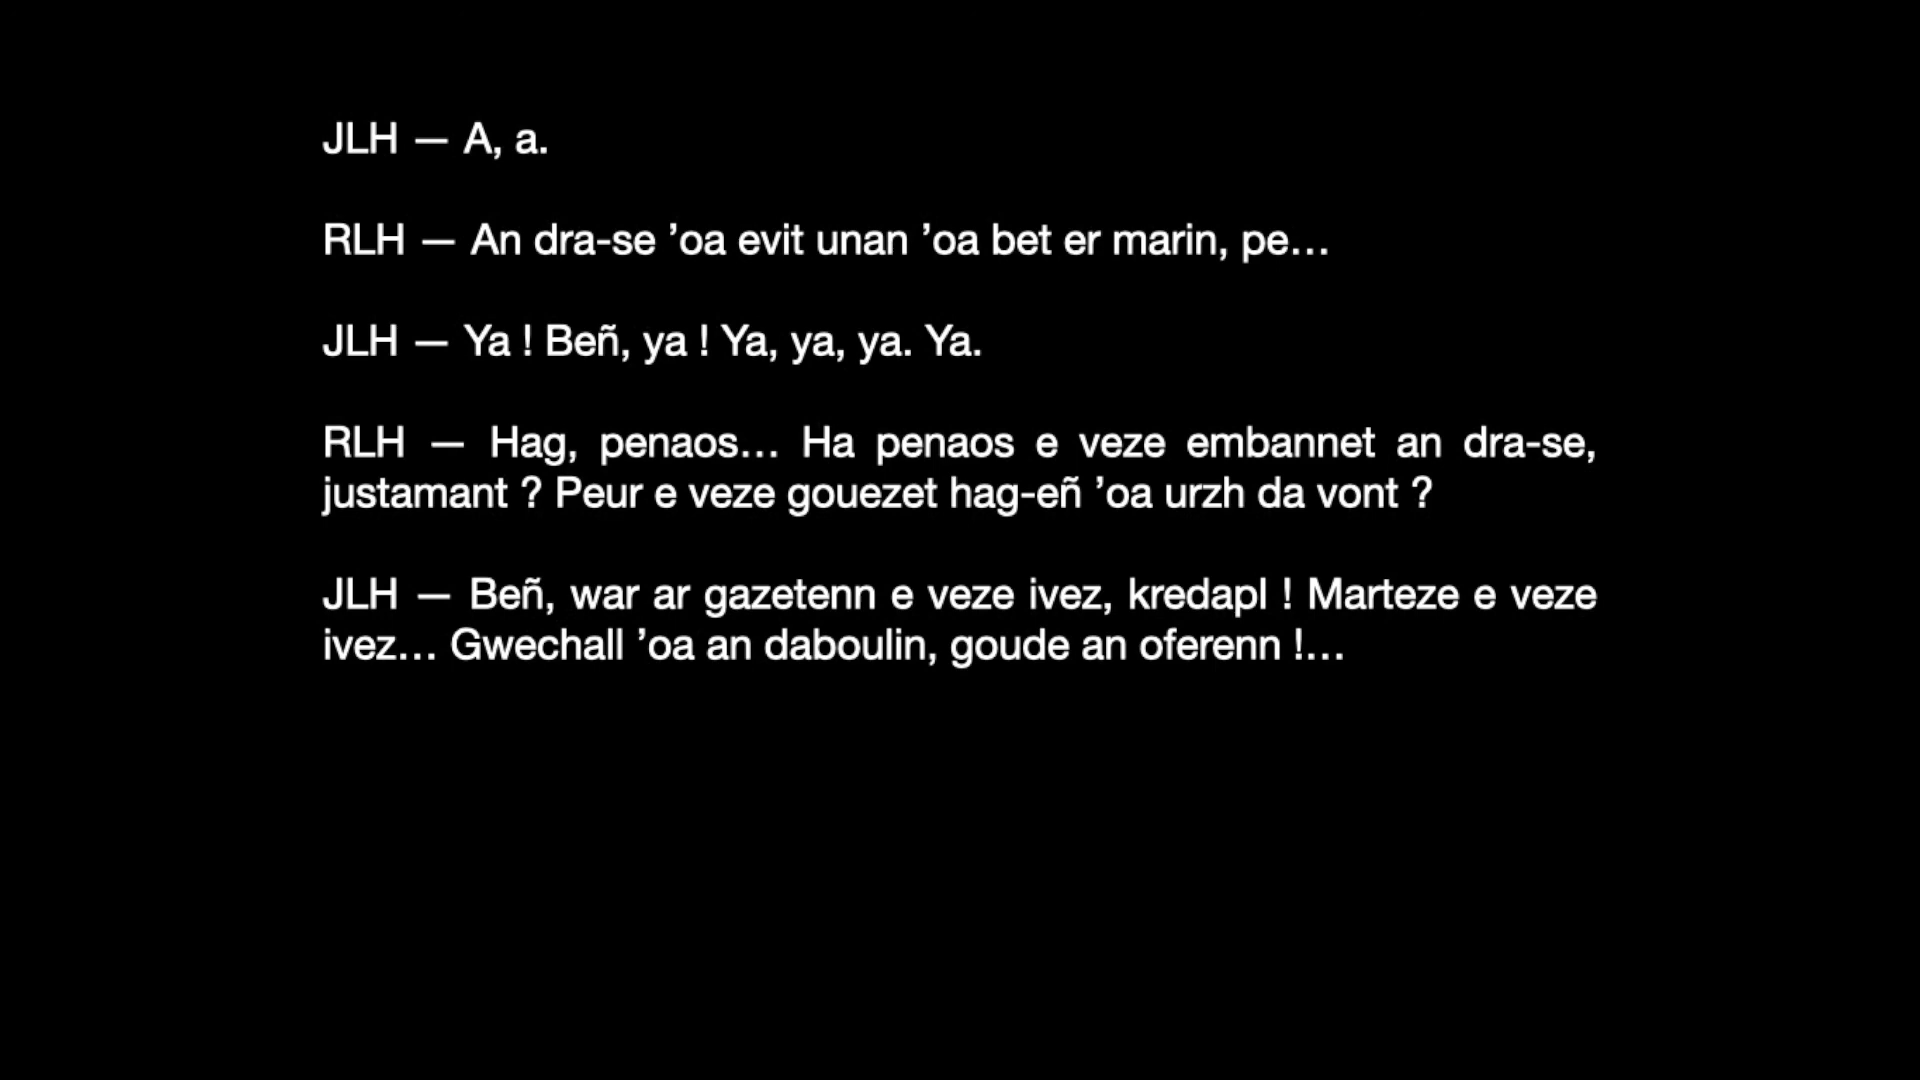 JLH — A, a.
RLH — An dra-se ’oa evit unan ’oa bet er marin, pe…
JLH — Ya ! Beñ, ya ! Ya, ya, ya. Ya.
RLH — Hag, penaos… Ha penaos e veze embannet an dra-se,
justamant ? Peur e veze gouezet hag-eñ ’oa urzh da vont ?
JLH — Beñ, war ar gazetenn e veze ivez, kredapl ! Marteze e veze
ivez… Gwechall ’oa an daboulin, goude an oferenn !…